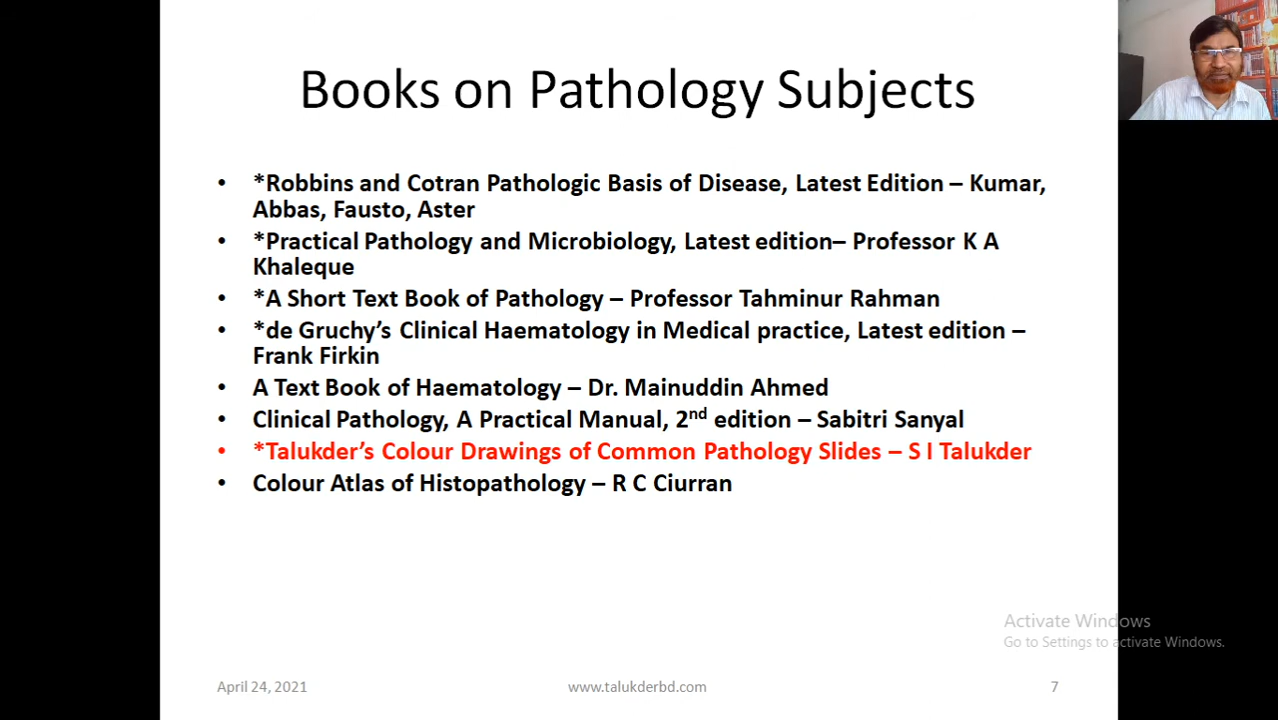 Books on Pathology Subjects
• *Robbins and Cotran Pathologic Basis of Disease, Latest Edition – Kumar,
Abbas, Fausto, Aster
• *Practical Pathology and Microbiology, Latest edition– Professor K A
Khaleque
• *A Short Text Book of Pathology – Professor Tahminur Rahman
• *de Gruchy’s Clinical Haematology in Medical practice, Latest edition –
Frank Firkin
• A Text Book of Haematology – Dr. Mainuddin Ahmed
• Clinical Pathology, A Practical Manual, 2nd edition – Sabitri Sanyal
• *Talukder’s Colour Drawings of Common Pathology Slides – S I Talukder
• Colour Atlas of Histopathology – R C Ciurran
Activate Windows
Go to Settings to activate Windows.
April 24, 2021
www.talukderbd.com
7